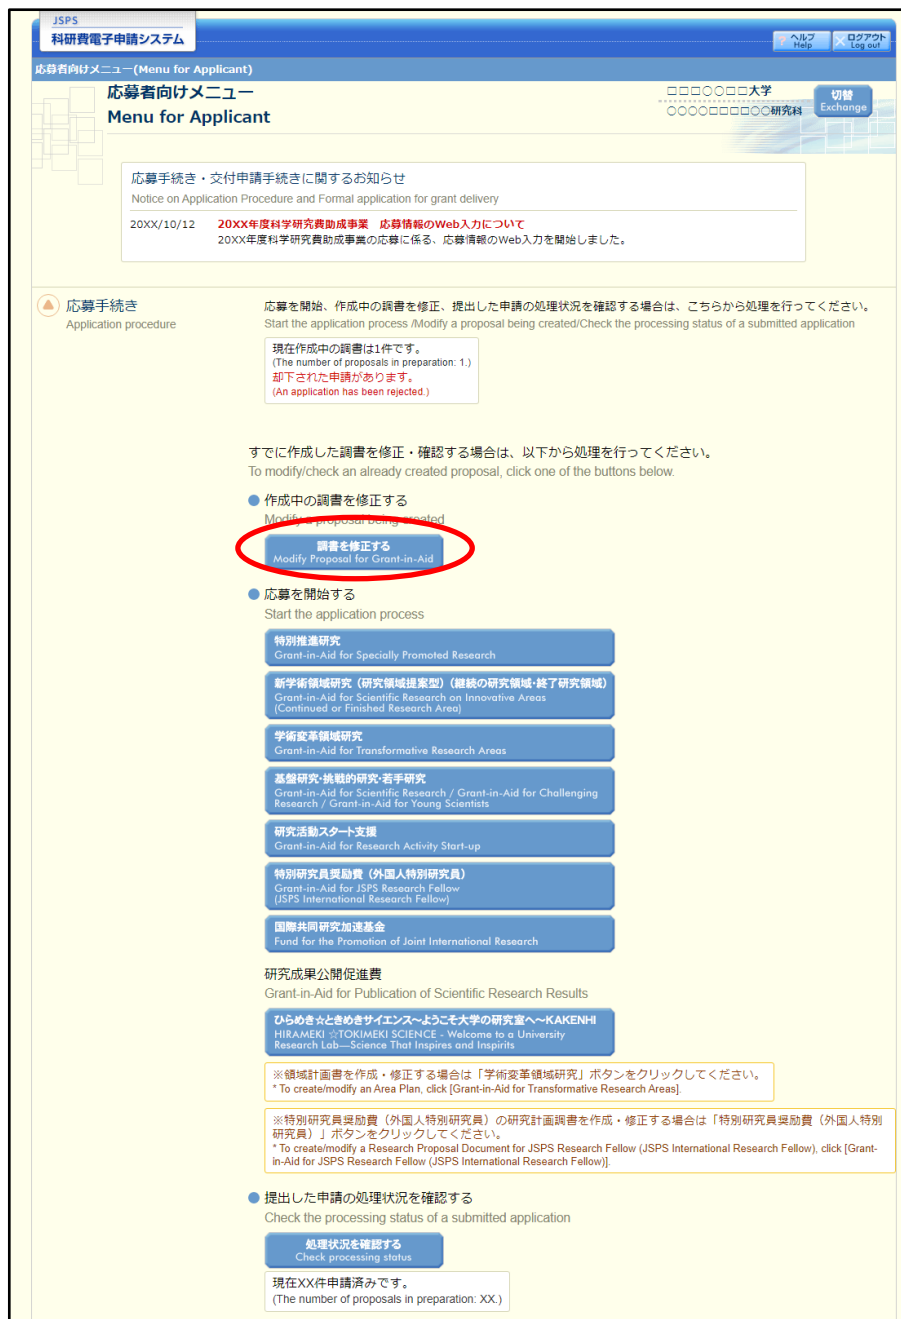 JSPS
科研費電子申請システム
? ヘルプ
Help
ログアウト
Log out
応募者向けメニュー(Menu for Applicant)
応募者向けメニュー
Menu for Applicant
□□□○○□□大学
○○○○□□□□○○研究科
切替
Exchange
応募手続き・交付申請手続きに関するお知らせ
Notice on Application Procedure and Formal application for grant delivery
20XX/10/12 20XX年度科学研究費助成事業 応募情報のWeb入力について
20XX年度科学研究費助成事業の応募に係る、応募情報のWeb入力を開始しました。
応募手続き
Application procedure
応募を開始、作成中の調書を修正、提出した申請の処理状況を確認する場合は、こちらから処理を行ってください。
Start the application process /Modify a proposal being created/Check the processing status of a submitted application
現在作成中の調書は1件です。
(The number of proposals in preparation: 1.)
却下された申請があります。
(An application has been rejected.)
すでに作成した調書を修正・確認する場合は、以下から処理を行ってください。
To modify/check an already created proposal, click one of the buttons below.
作成中の調書を修正する
Modify a proposal being created
調書を修正する
Modify Proposal for Grant-in-Aid
応募を開始する
Start the application process
特別推進研究
Grant-in-Aid for Specially Promoted Research
新学術領域研究（研究領域提案型）（継続の研究領域・終了研究領域）
Grant-in-Aid for Scientific Research on Innovative Areas
(Continued or Finished Research Area)
学術変革領域研究
Grant-in-Aid for Transformative Research Areas
基盤研究・挑戦的研究・若手研究
Grant-in-Aid for Scientific Research / Grant-in-Aid for Challenging
Research / Grant-in-Aid for Young Scientists
研究活動スタート支援
Grant-in-Aid for Research Activity Start-up
特別研究員奨励費（外国人特別研究員）
Grant-in-Aid for JSPS Research Fellow
(JSPS International Research Fellow)
国際共同研究加速基金
Fund for the Promotion of Joint International Research
研究成果公開促進費
Grant-in-Aid for Publication of Scientific Research Results
ひらめき☆ときめきサイエンス～ようこそ大学の研究室へ～KAKENHI
HIRAMEKI ☆TOKIMEKI SCIENCE - Welcome to a University
Research Lab—Science That Inspires and Inspirits
※領域計画書を作成・修正する場合は「学術変革領域研究」ボタンをクリックしてください。
* To create/modify an Area Plan, click [Grant-in-Aid for Transformative Research Areas].
※特別研究員奨励費（外国人特別研究員）の研究計画調書を作成・修正する場合は「特別研究員奨励費（外国人特別
研究員）」ボタンをクリックしてください。
* To create/modify a Research Proposal Document for JSPS Research Fellow (JSPS International Research Fellow), click [Grant-
in-Aid for JSPS Research Fellow (JSPS International Research Fellow)].
提出した申請の処理状況を確認する
Check the processing status of a submitted application
処理状況を確認する
Check processing status
現在XX件申請済みです。
(The number of proposals in preparation: XX.)